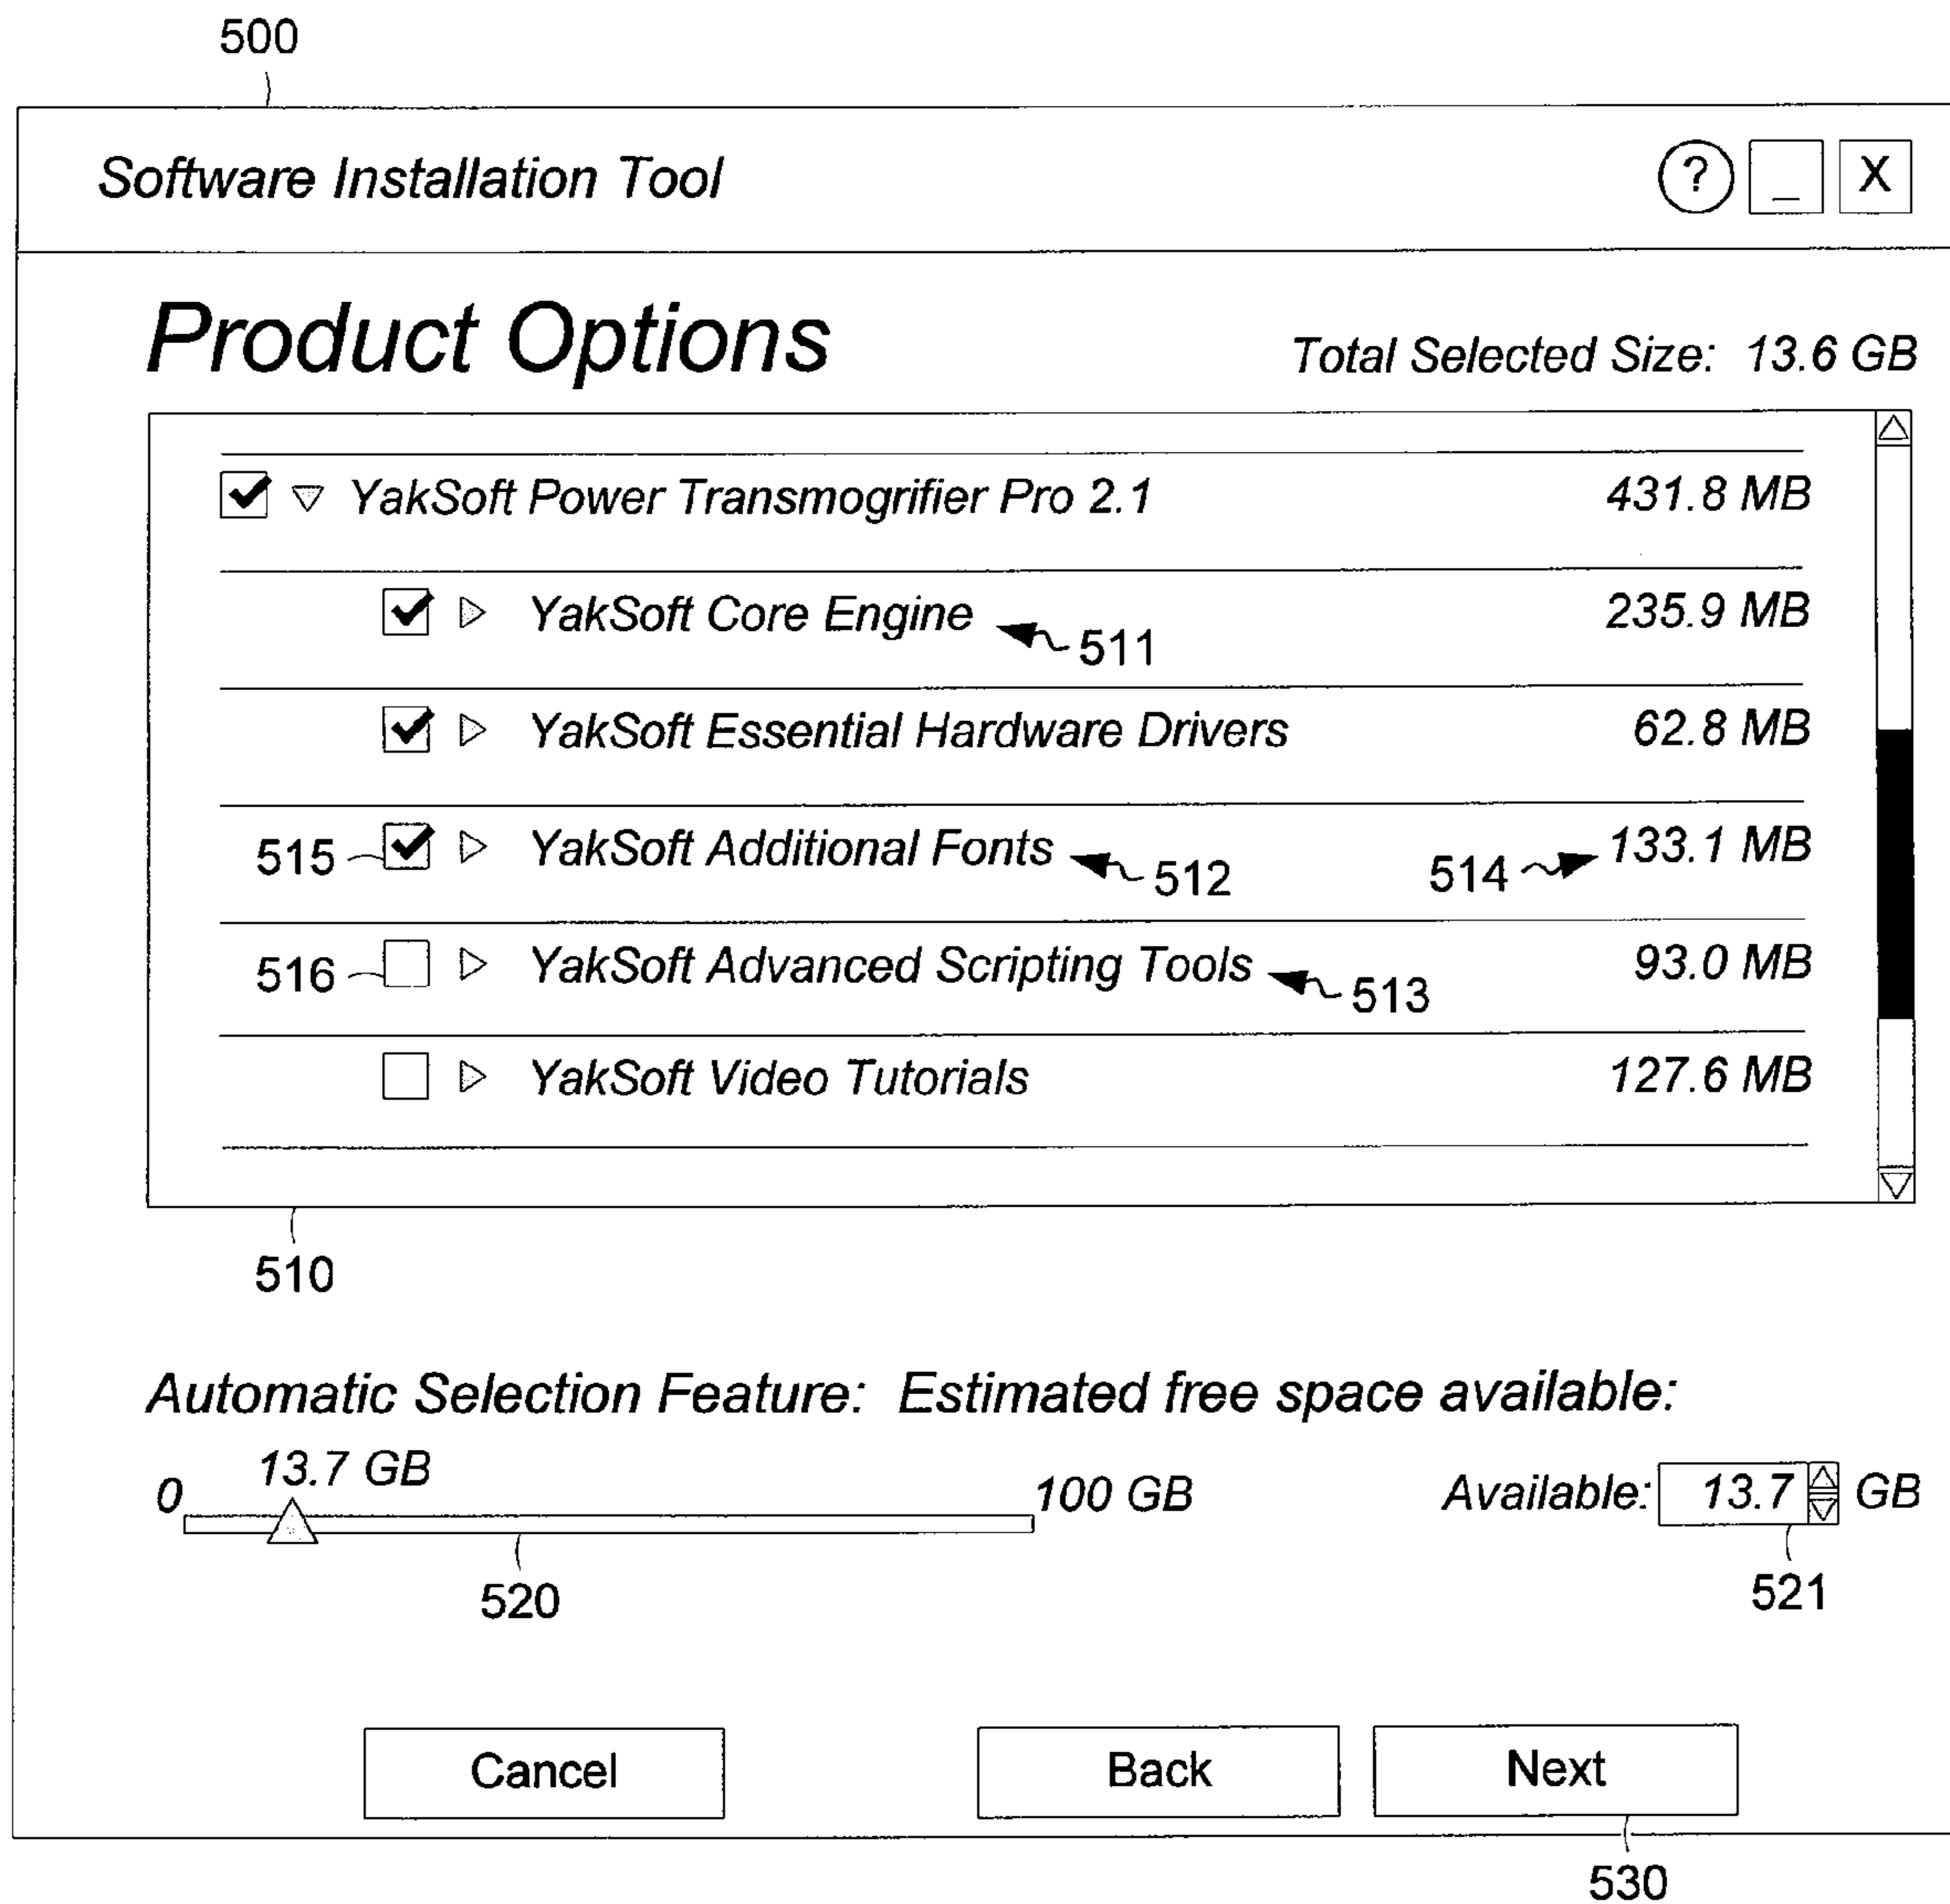 500
Software Installation Tool ? _ X
Product Options Total Selected Size: 13.6 GB
YakSoft Power Transmogrifier Pro 2.1 431.8 MB
YakSoft Core Engine 235.9 MB
511
YakSoft Essential Hardware Drivers 62.8 MB
515 YakSoft Additional Fonts 512 514 133.1 MB
516 YakSoft Advanced Scripting Tools 513 93.0 MB
YakSoft Video Tutorials 127.6 MB
510
Automatic Selection Feature: Estimated free space available:
13.7 GB
0 100 GB Available: 13.7 GB
520 521
Cancel Back Next
530